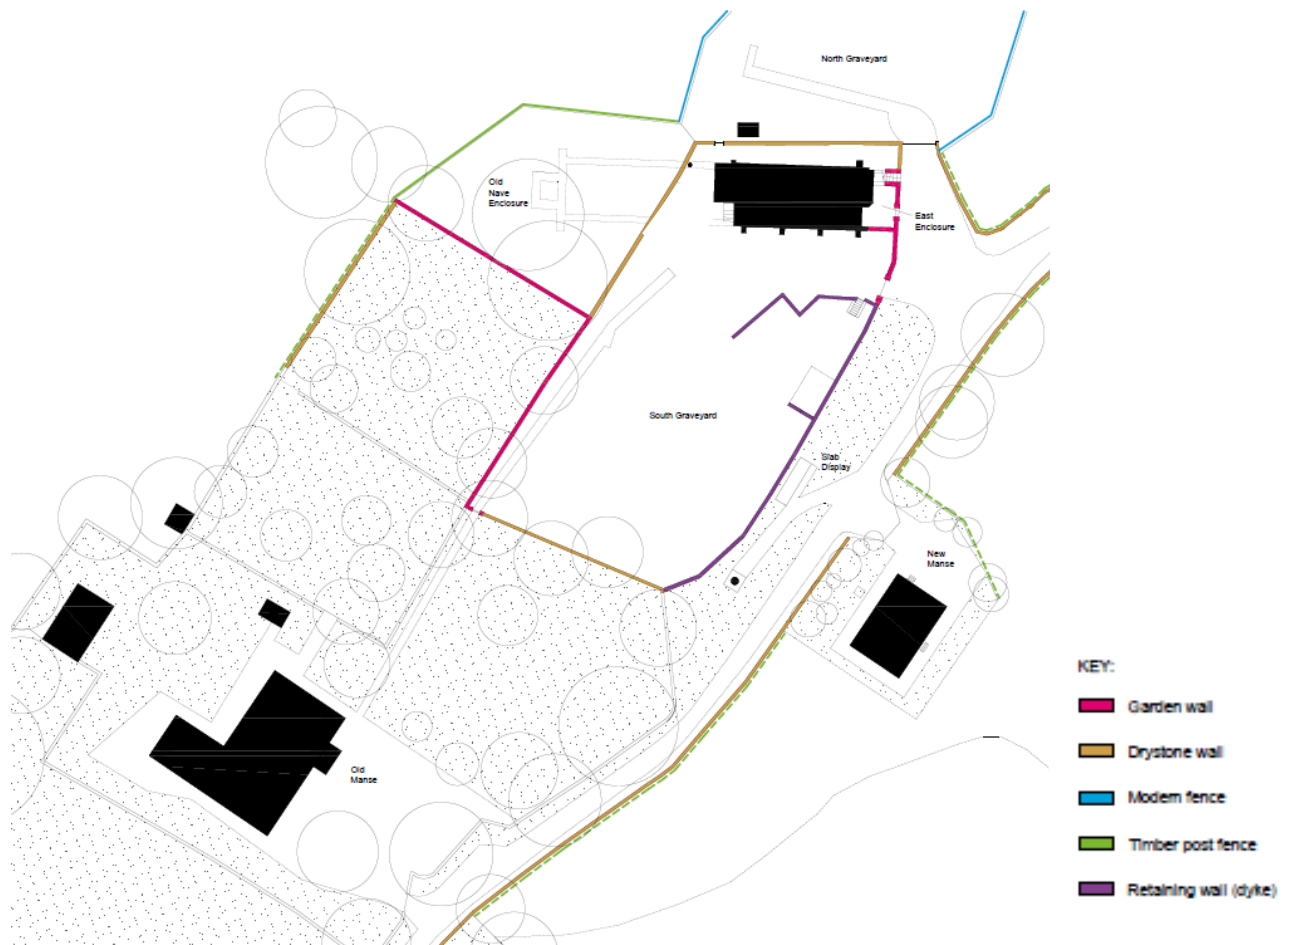 North Graveyard
Old
Nave
Enclosure
East
Enclosure
South Graveyard
Slab
Display
New
Manse
Old
Manse
KEY:
Garden wall
Drystone wall
Modern fence
Timber post fence
Retaining wall (dyke)